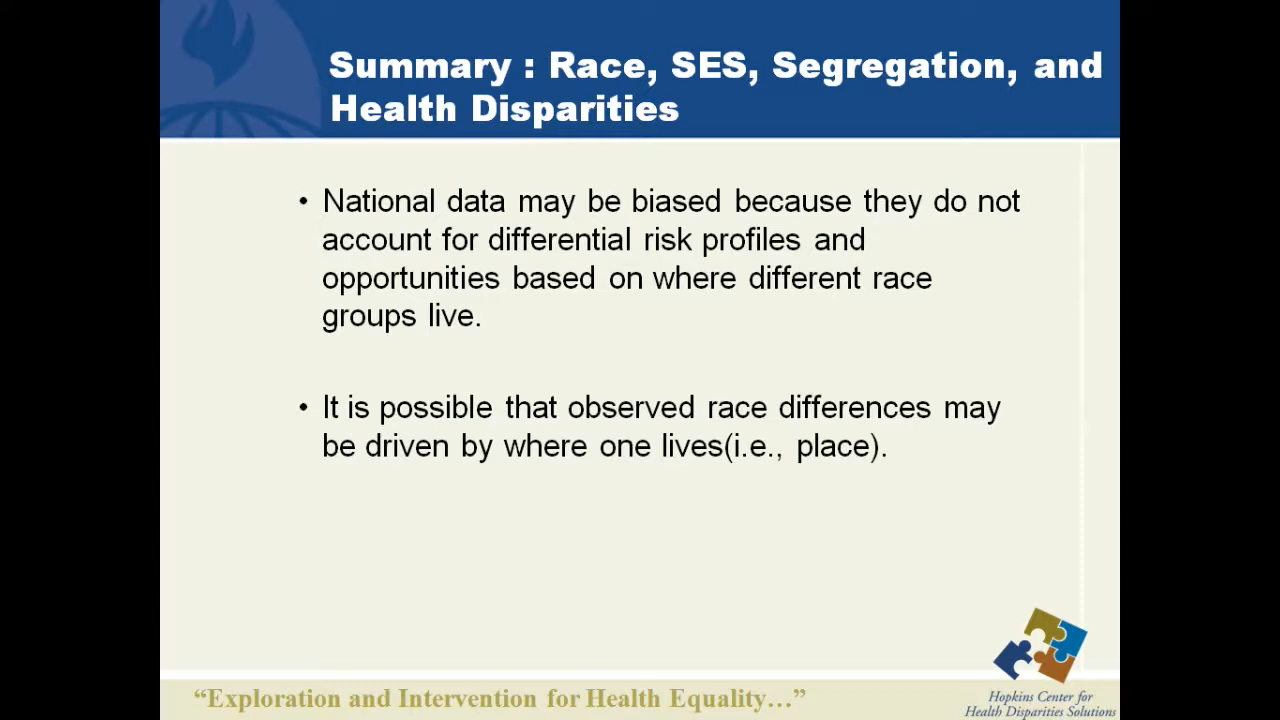 Summary : Race, SES, Segregation, and
Health Disparities
• National data may be biased because they do not
account for differential risk profiles and
opportunities based on where different race
groups live.
• It is possible that observed race differences may
be driven by where one lives(i.e., place).
“Exploration and Intervention for Health Equality…”
Hopkins Center for
Health Disparities Solutions